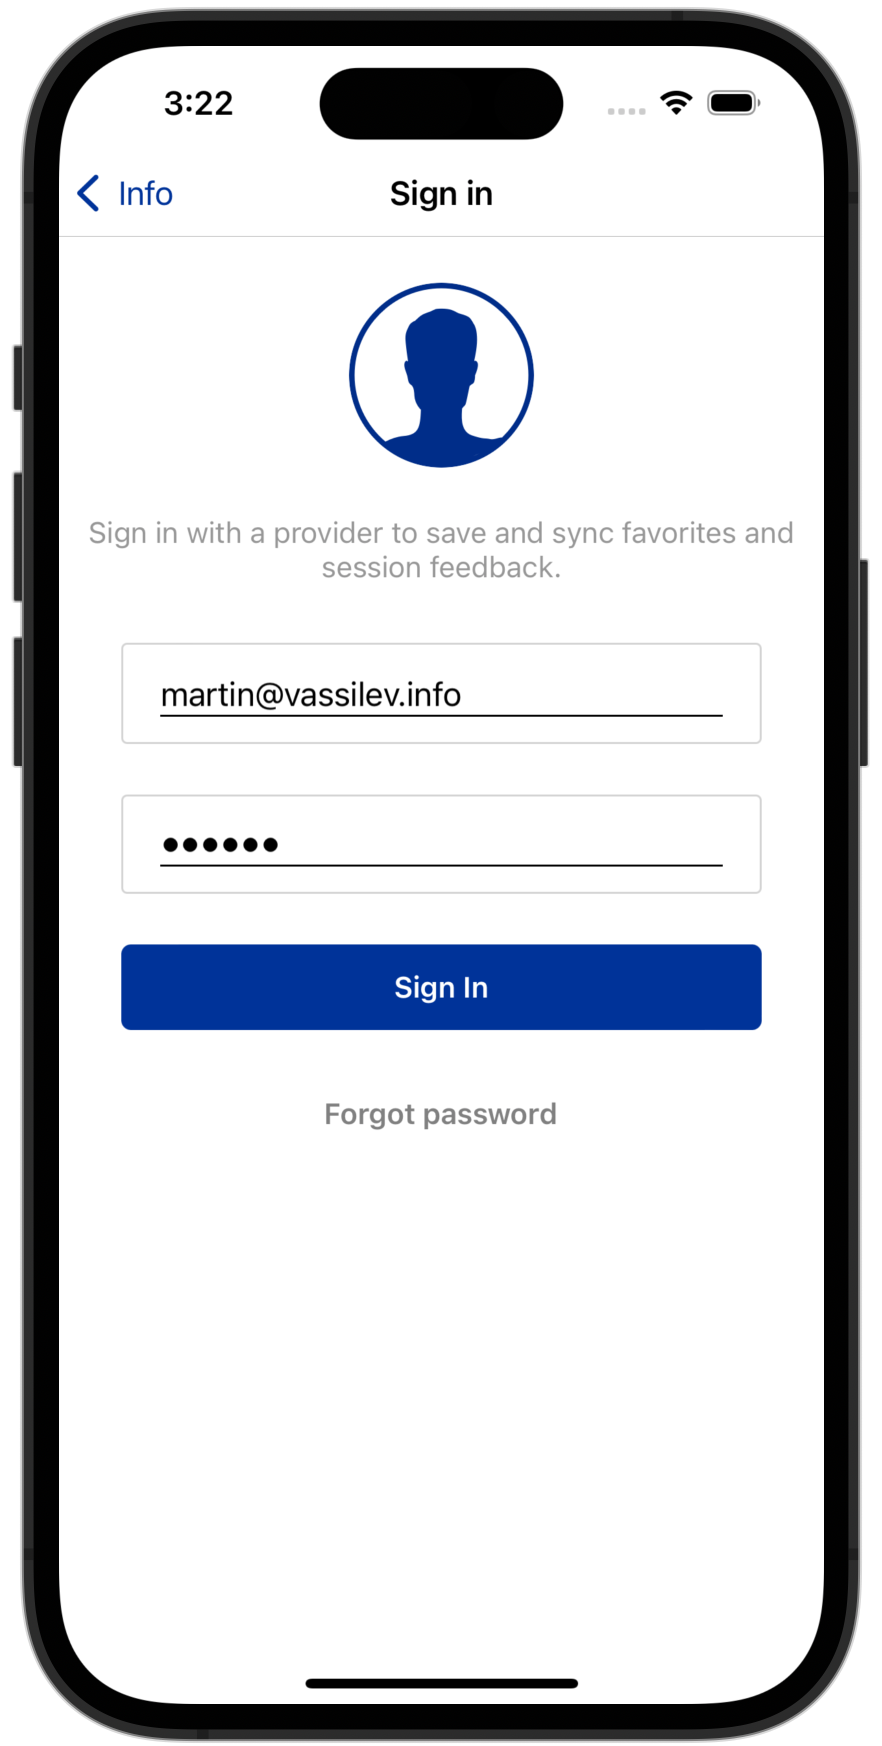 3:22
Info
Sign in
Sign in with a provider to save and sync favorites and
session feedback.
martin@vassilev.info
●●●●●●
Sign In
Forgot password